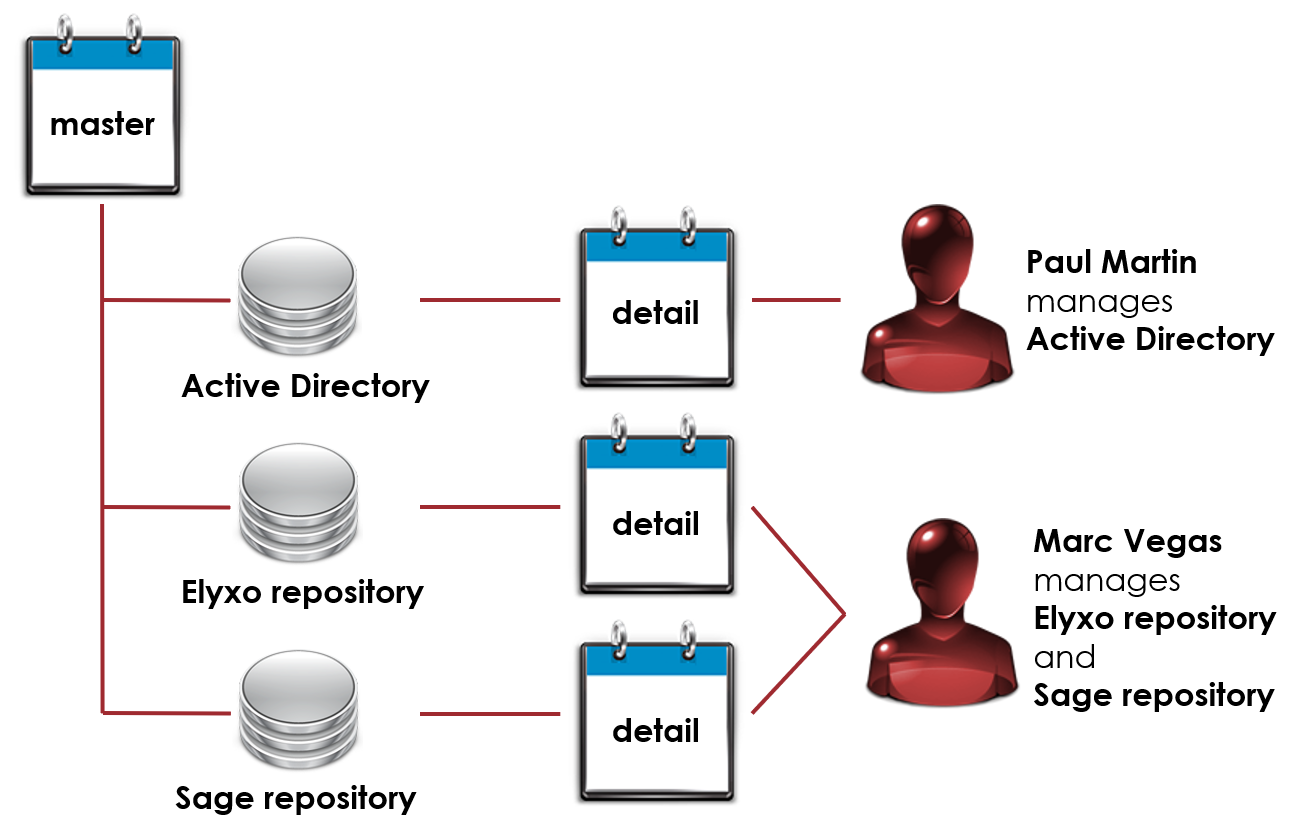 master
detail
Paul Martin
manages
Active Directory
Active Directory
detail
Elyxo repository
Marc Vegas
manages
Elyxo repository
and
Sage repository
detail
Sage repository